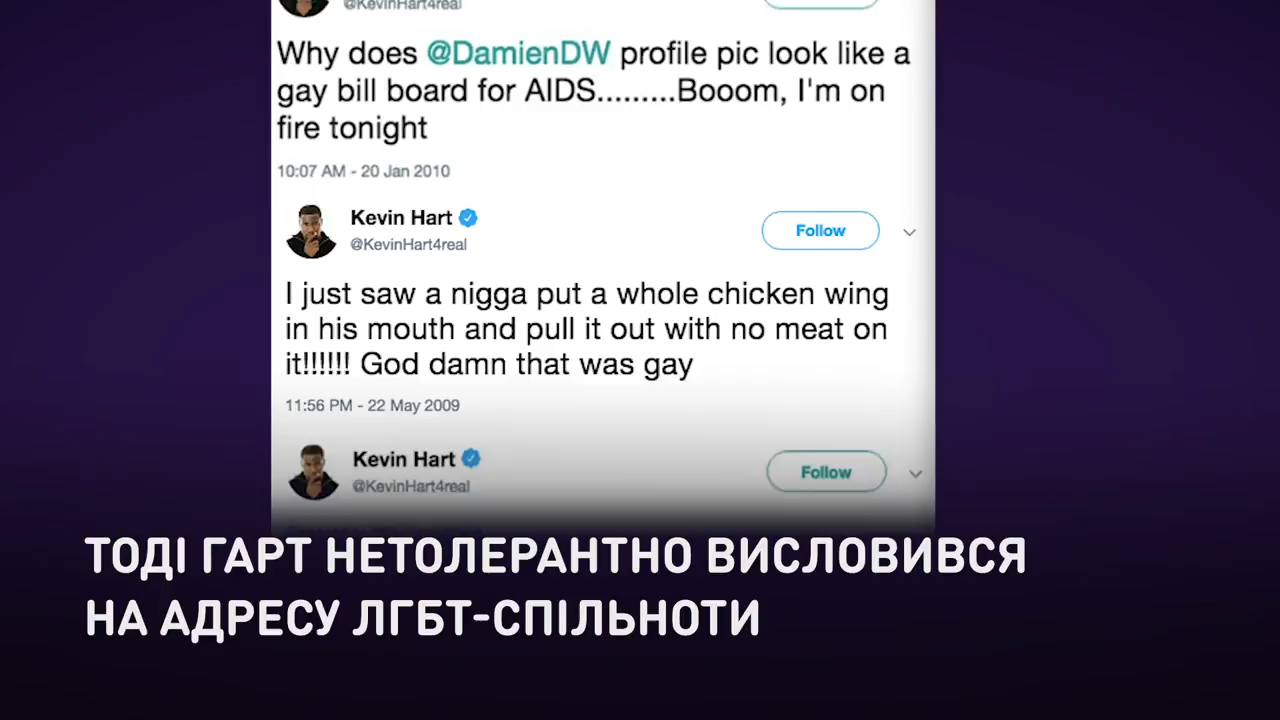 @KevinHart4real
Why does @DamienDW profile pic look like a
gay bill board for AIDS.........Booom, I'm on
fire tonight
10:07 AM - 20 Jan 2010
Kevin Hart
@KevinHart4real
Follow
I just saw a nigga put a whole chicken wing
in his mouth and pull it out with no meat on
it!!!!!! God damn that was gay
11:56 PM - 22 May 2009
Kevin Hart
@KevinHart4real
Follow
ТОДІ ГАРТ НЕТОЛЕРАНТНО ВИСЛОВИВСЯ
НА АДРЕСУ ЛГБТ-СПІЛЬНОТИ